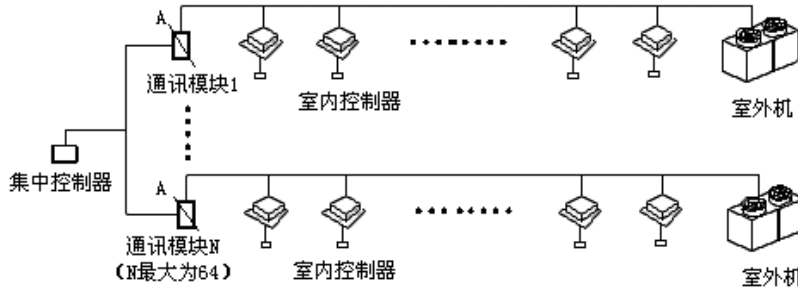 A
通讯模块1
室内控制器
室外机
集中控制器
A
通讯模块N
(N最大为64)
室内控制器
室外机